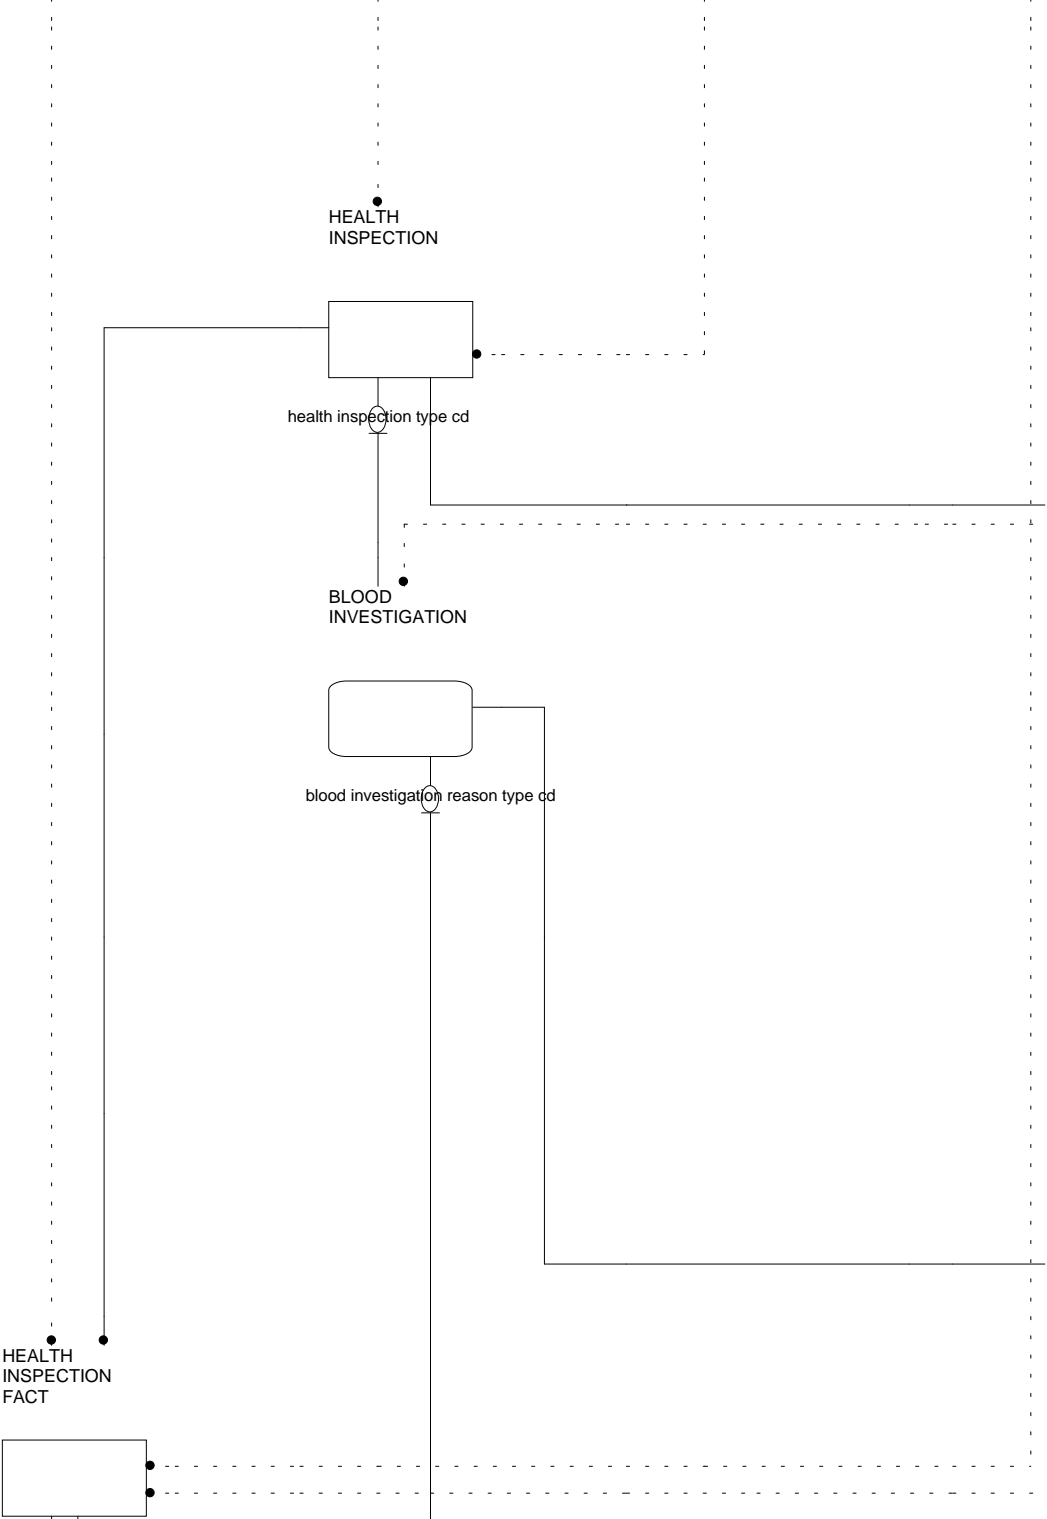 HEALTH
INSPECTION
health inspection type cd
BLOOD
INVESTIGATION
blood investigation reason type cd
HEALTH
INSPECTION
FACT